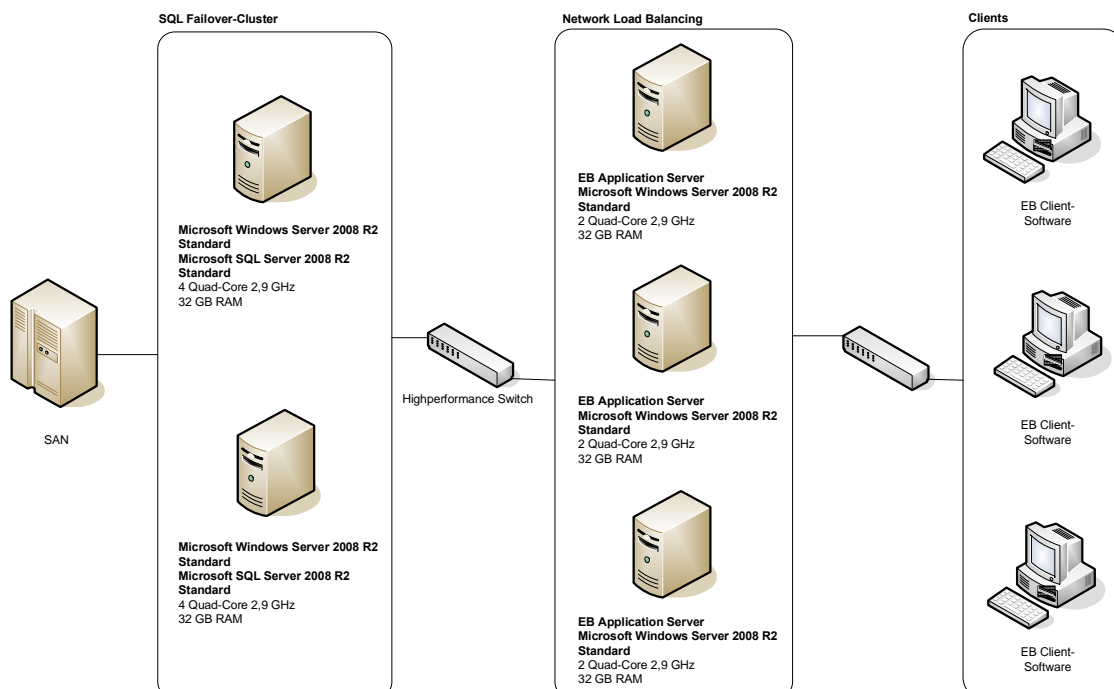 SQL Failover-Cluster
Network Load Balancing
Clients
Microsoft Windows Server 2008 R2
Standard
Microsoft SQL Server 2008 R2
Standard
4 Quad-Core 2,9 GHz
32 GB RAM
Microsoft Windows Server 2008 R2
Standard
Microsoft SQL Server 2008 R2
Standard
4 Quad-Core 2,9 GHz
32 GB RAM
SAN
Highperformance Switch
EB Application Server
Microsoft Windows Server 2008 R2
Standard
2 Quad-Core 2,9 GHz
32 GB RAM
EB Application Server
Microsoft Windows Server 2008 R2
Standard
2 Quad-Core 2,9 GHz
32 GB RAM
EB Application Server
Microsoft Windows Server 2008 R2
Standard
2 Quad-Core 2,9 GHz
32 GB RAM
EB Client-
Software
EB Client-
Software
EB Client-
Software